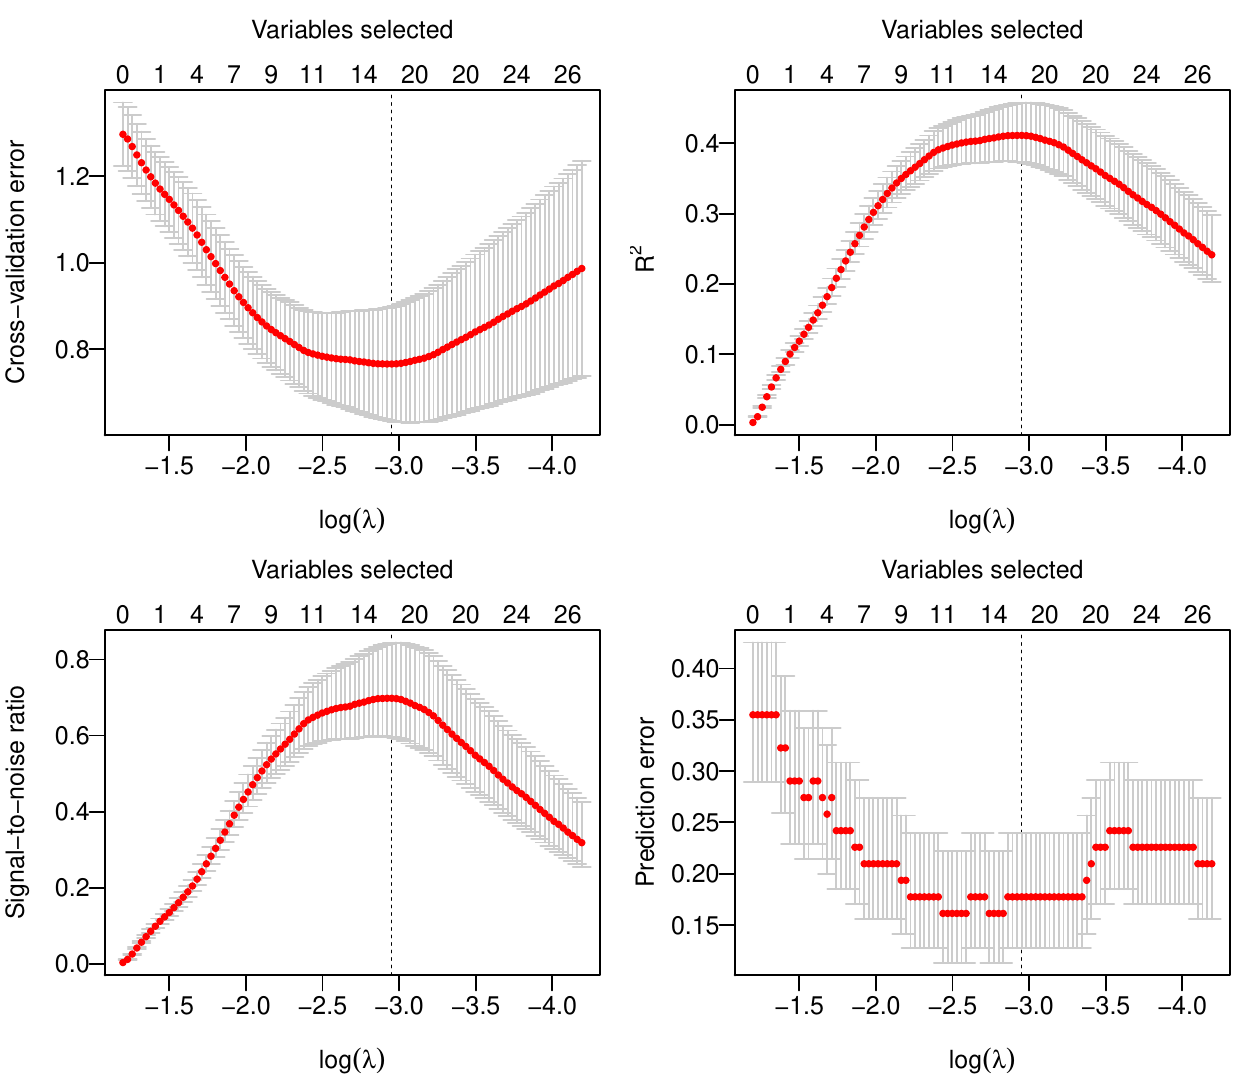 Variables selected
0 1 4 7 9 11 14 20 20 24 26
Cross−validation error
1.2
1.0
0.8
−1.5 −2.0 −2.5 −3.0 −3.5 −4.0
log(λ)
Variables selected
0 1 4 7 9 11 14 20 20 24 26
R²
0.4
0.3
0.2
0.1
0.0
−1.5 −2.0 −2.5 −3.0 −3.5 −4.0
log(λ)
Variables selected
0 1 4 7 9 11 14 20 20 24 26
Signal−to−noise ratio
0.8
0.6
0.4
0.2
0.0
−1.5 −2.0 −2.5 −3.0 −3.5 −4.0
log(λ)
Variables selected
0 1 4 7 9 11 14 20 20 24 26
Prediction error
0.40
0.35
0.30
0.25
0.20
0.15
−1.5 −2.0 −2.5 −3.0 −3.5 −4.0
log(λ)